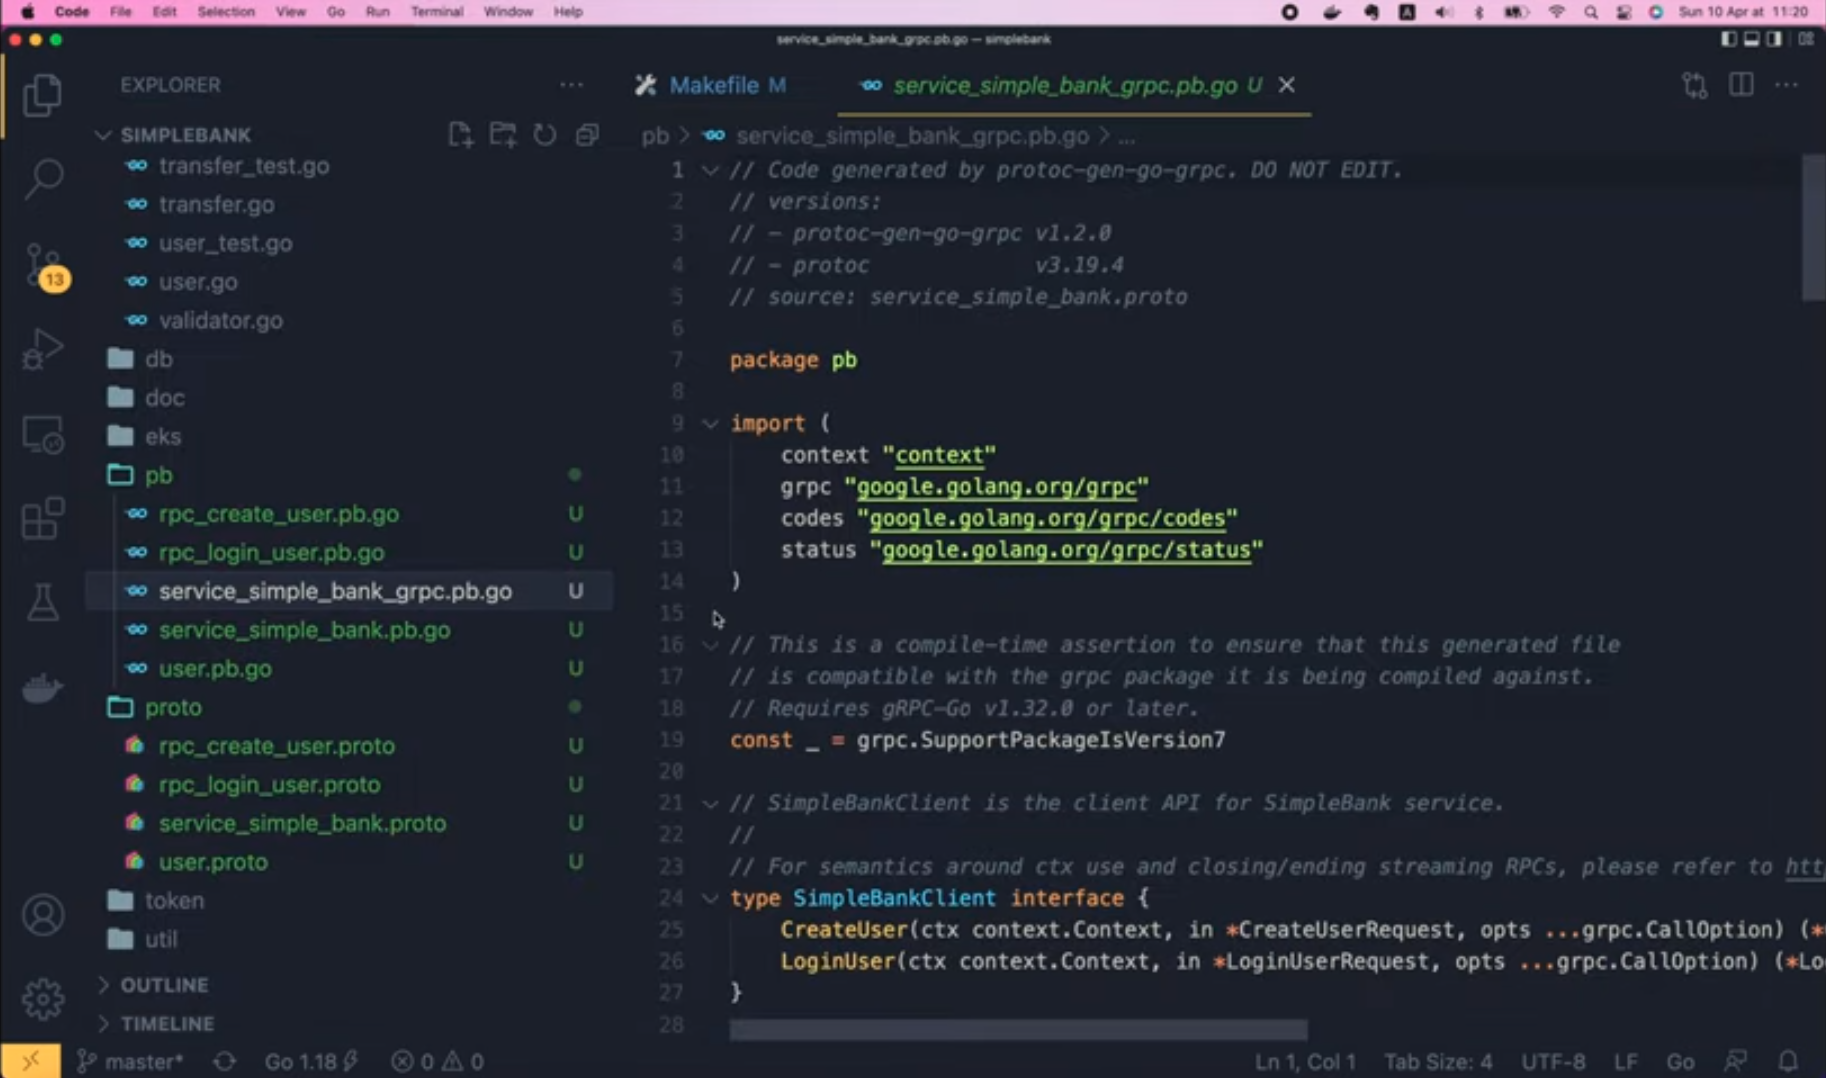 Code File Edit Selection View Go Run Terminal Window Help
A Sun 10 Apr at 11:20
service_simple_bank_grpc.pb.go — simplebank
EXPLORER
SIMPLEBANK
transfer_test.go
transfer.go
user_test.go
user.go
validator.go
db
doc
eks
pb
rpc_create_user.pb.go U
rpc_login_user.pb.go U
service_simple_bank_grpc.pb.go U
service_simple_bank.pb.go U
user.pb.go U
proto
rpc_create_user.proto U
rpc_login_user.proto U
service_simple_bank.proto U
user.proto U
token
util
OUTLINE
TIMELINE
13
Makefile M
service_simple_bank_grpc.pb.go U
pb > service_simple_bank_grpc.pb.go > ...
1 // Code generated by protoc-gen-go-grpc. DO NOT EDIT.
2 // versions:
3 // - protoc-gen-go-grpc v1.2.0
4 // - protoc             v3.19.4
5 // source: service_simple_bank.proto
6
7 package pb
8
9 import (
10 context "context"
11 grpc "google.golang.org/grpc"
12 codes "google.golang.org/grpc/codes"
13 status "google.golang.org/grpc/status"
14 )
15
16 // This is a compile-time assertion to ensure that this generated file
17 // is compatible with the grpc package it is being compiled against.
18 // Requires gRPC-Go v1.32.0 or later.
19 const _ = grpc.SupportPackageIsVersion7
20
21 // SimpleBankClient is the client API for SimpleBank service.
22 //
23 // For semantics around ctx use and closing/ending streaming RPCs, please refer to htt
24 type SimpleBankClient interface {
25 CreateUser(ctx context.Context, in *CreateUserRequest, opts ...grpc.CallOption) (*
26 LoginUser(ctx context.Context, in *LoginUserRequest, opts ...grpc.CallOption) (*Lo
27 }
28
master* Go 1.18 0 0 Ln 1, Col 1 Tab Size: 4 UTF-8 LF Go